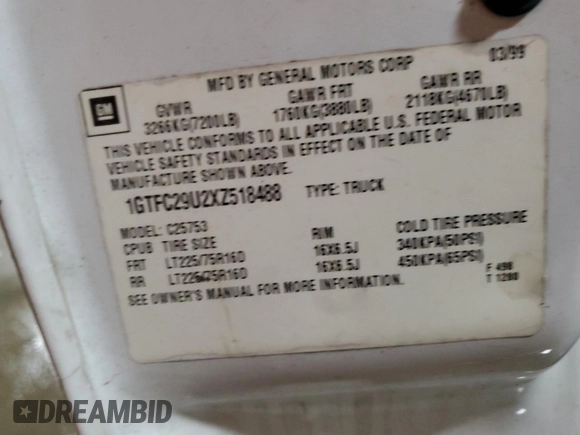 MFD BY GENERAL MOTORS CORP 03/99
GM
GVWR GAWR FRT GAWR RR
3266KG(7200LB) 1760KG(3880LB) 2118KG(4670LB)
THIS VEHICLE CONFORMS TO ALL APPLICABLE U.S. FEDERAL MOTOR
VEHICLE SAFETY STANDARDS IN EFFECT ON THE DATE OF
MANUFACTURE SHOWN ABOVE.
1GTFC29U2XZ518488 TYPE: TRUCK
MODEL: C25753
CPUB TIRE SIZE RIM COLD TIRE PRESSURE
FRT LT225/75R16D 16X6.5J 340KPA(50PSI)
RR LT225/75R16D 16X6.5J 450KPA(65PSI)
SEE OWNER'S MANUAL FOR MORE INFORMATION.
F 498
T 1280
DREAMBID